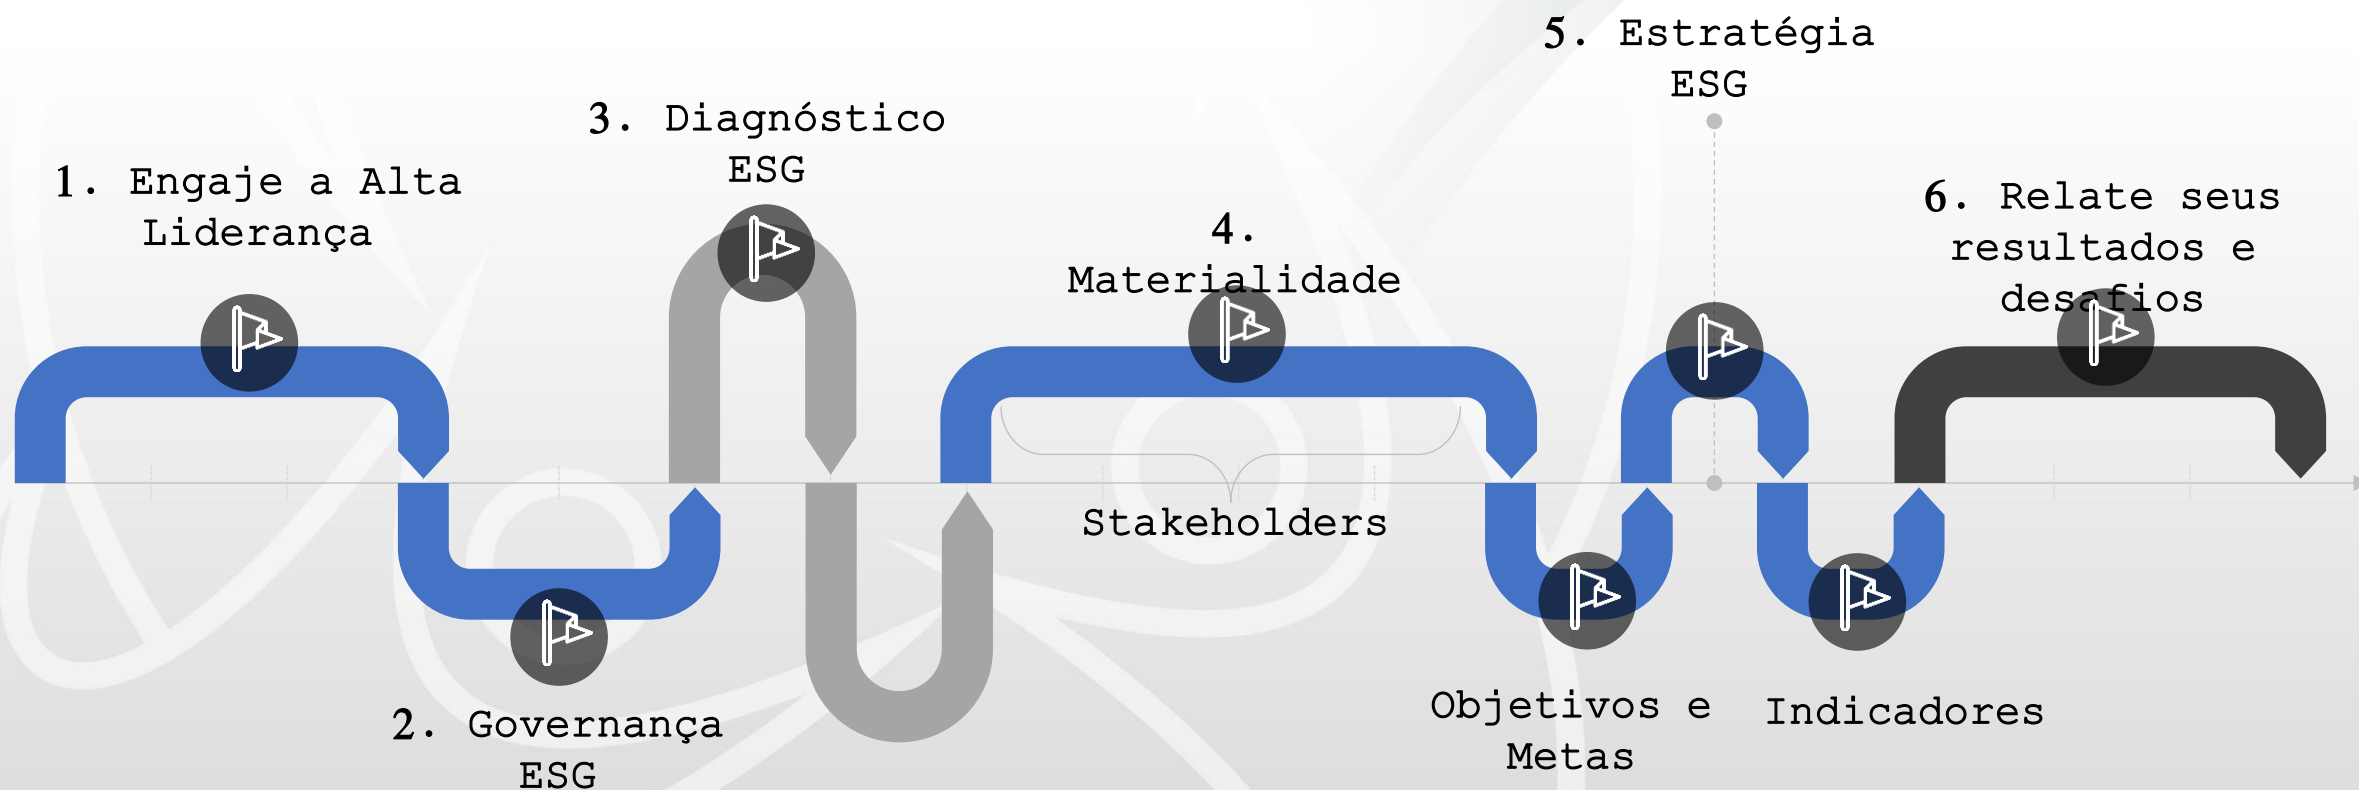 1. Engaje a Alta
Liderança
2. Governança
ESG
3. Diagnóstico
ESG
4.
Materialidade
Stakeholders
Objetivos e
Metas
5. Estratégia
ESG
Indicadores
6. Relate seus
resultados e
desafios